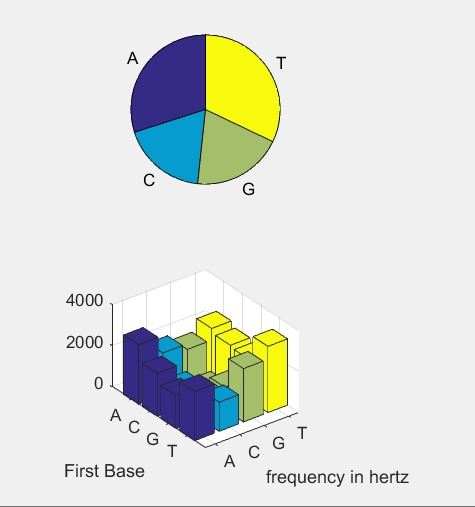 A
T
C
G
4000
2000
0
A
C
G
T
A
C
G
T
First Base
frequency in hertz